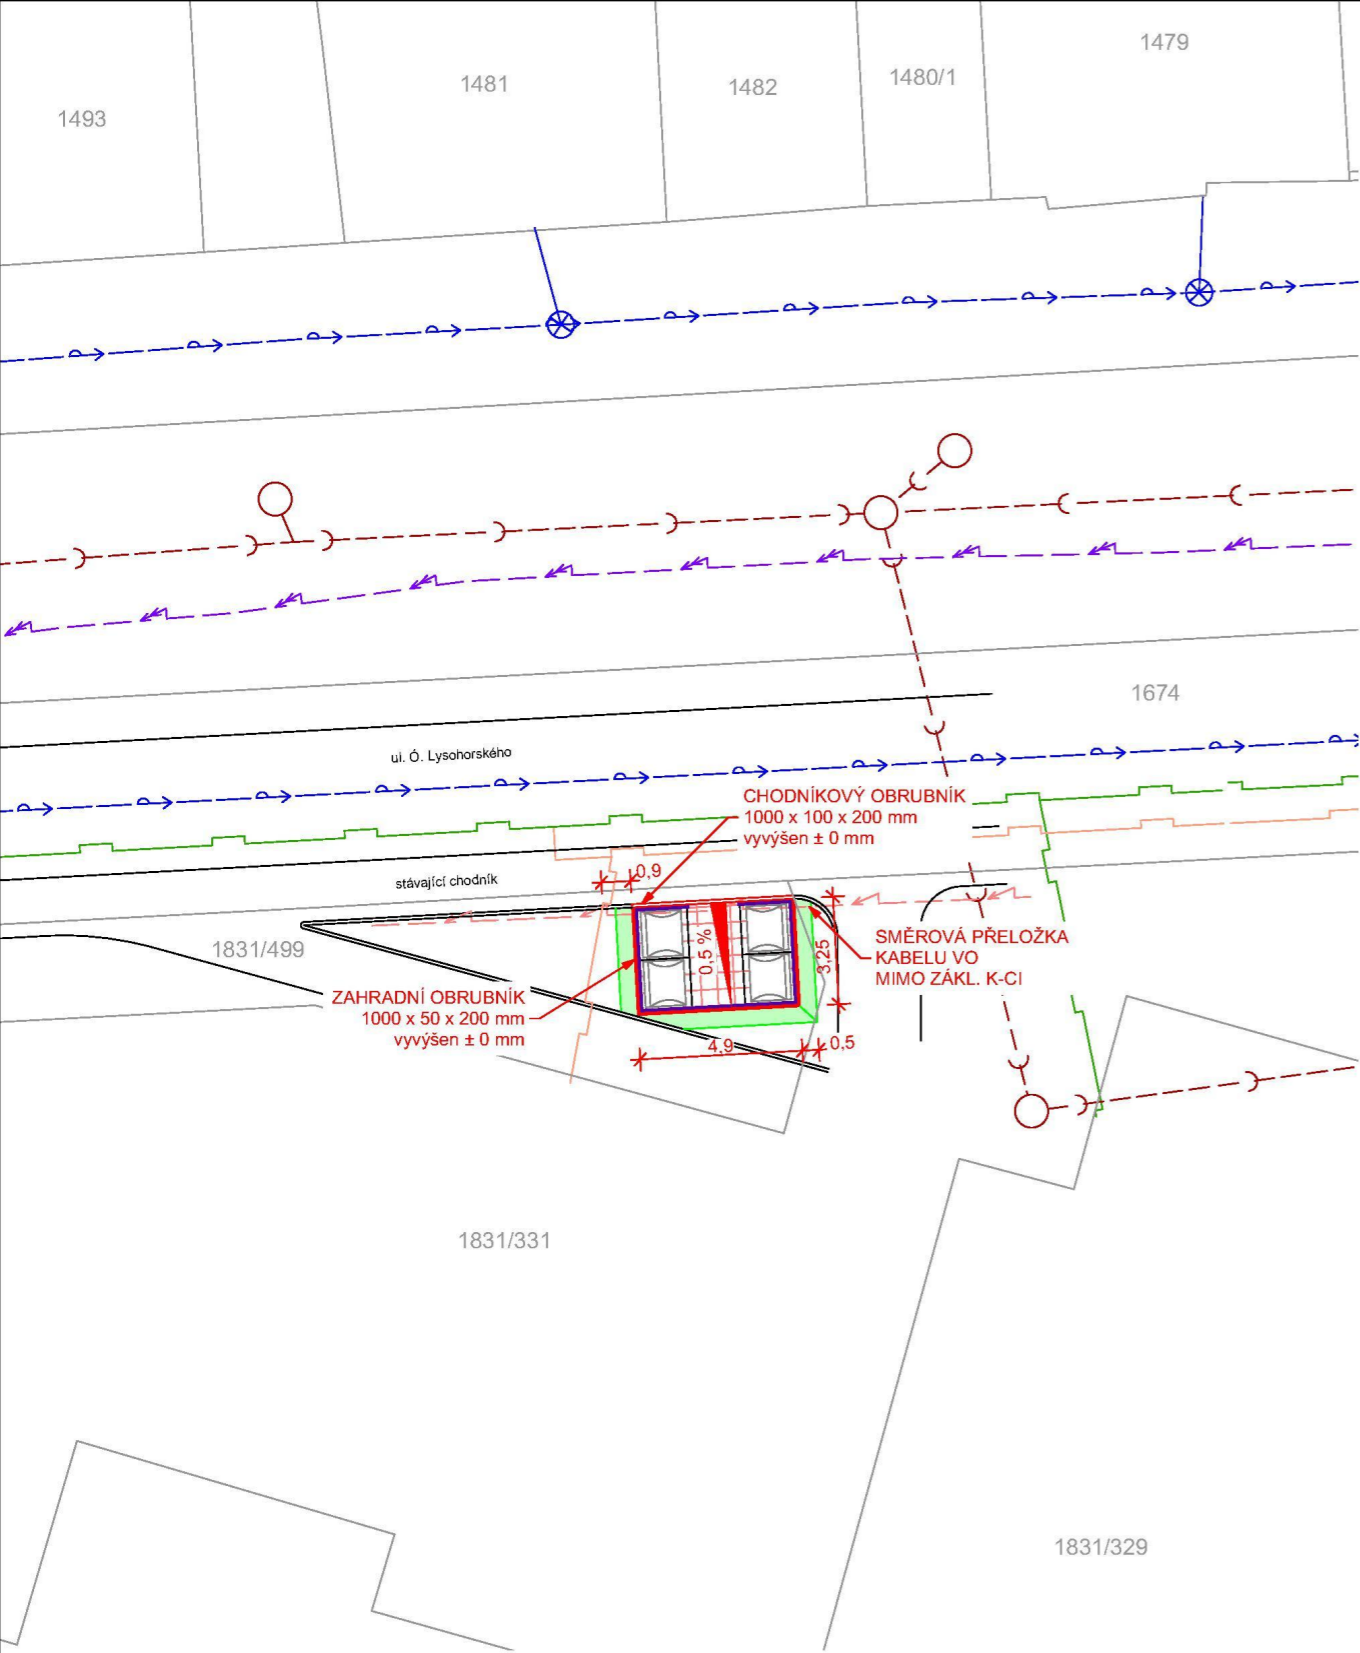 1479
1480/1
1481
1482
1493
1674
ul. Ó. Lysohorského
CHODNÍKOVÝ OBRUBNÍK
1000 x 100 x 200 mm
vyvýšen ± 0 mm
0,9
stávající chodník
1831/499
0,5 %
3,25
SMĚROVÁ PŘELOŽKA
KABELU VO
MIMO ZÁKL. K-CI
ZAHRADNÍ OBRUBNÍK
1000 x 50 x 200 mm
vyvýšen ± 0 mm
4,9
0,5
1831/331
1831/329